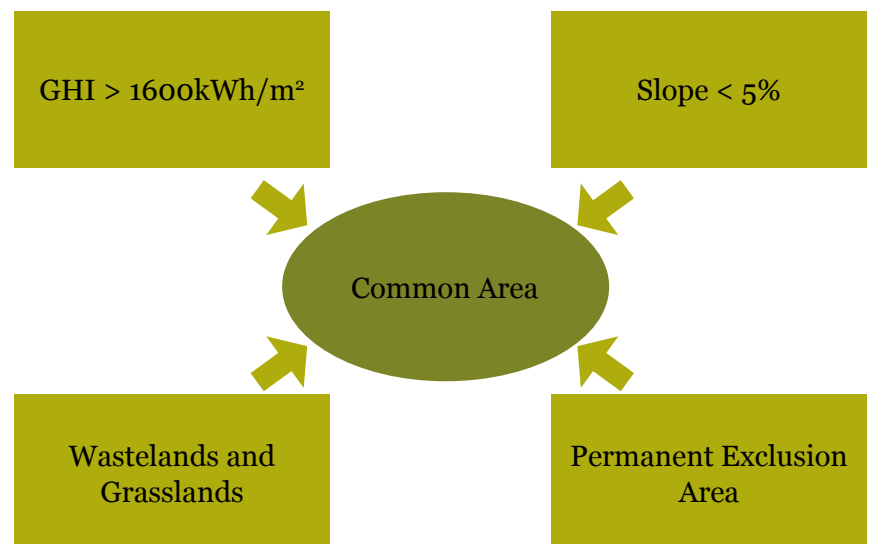 GHI > 1600kWh/m²
Slope < 5%
Common Area
Wastelands and
Grasslands
Permanent Exclusion
Area